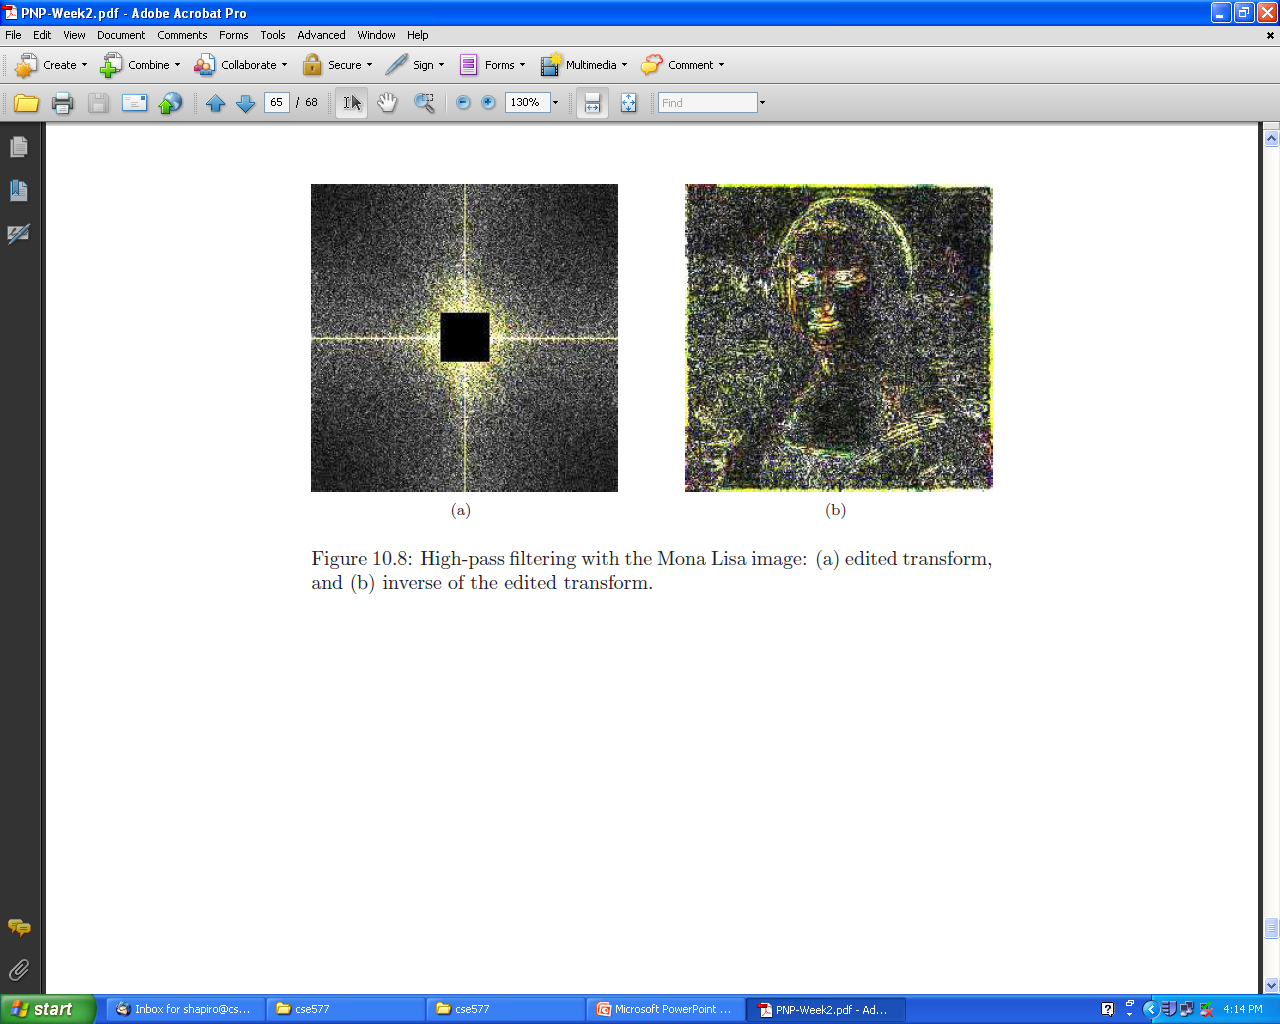 PNP-Week2.pdf - Adobe Acrobat Pro
File Edit View Document Comments Forms Tools Advanced Window Help
Create Combine Collaborate Secure Sign Forms Multimedia Comment
65 / 68 130% Find
(a) (b)
Figure 10.8: High-pass filtering with the Mona Lisa image: (a) edited transform,
and (b) inverse of the edited transform.
start Inbox for shapiro@cs... cse577 cse577 Microsoft PowerPoint ... PNP-Week2.pdf - Ad... 4:14 PM